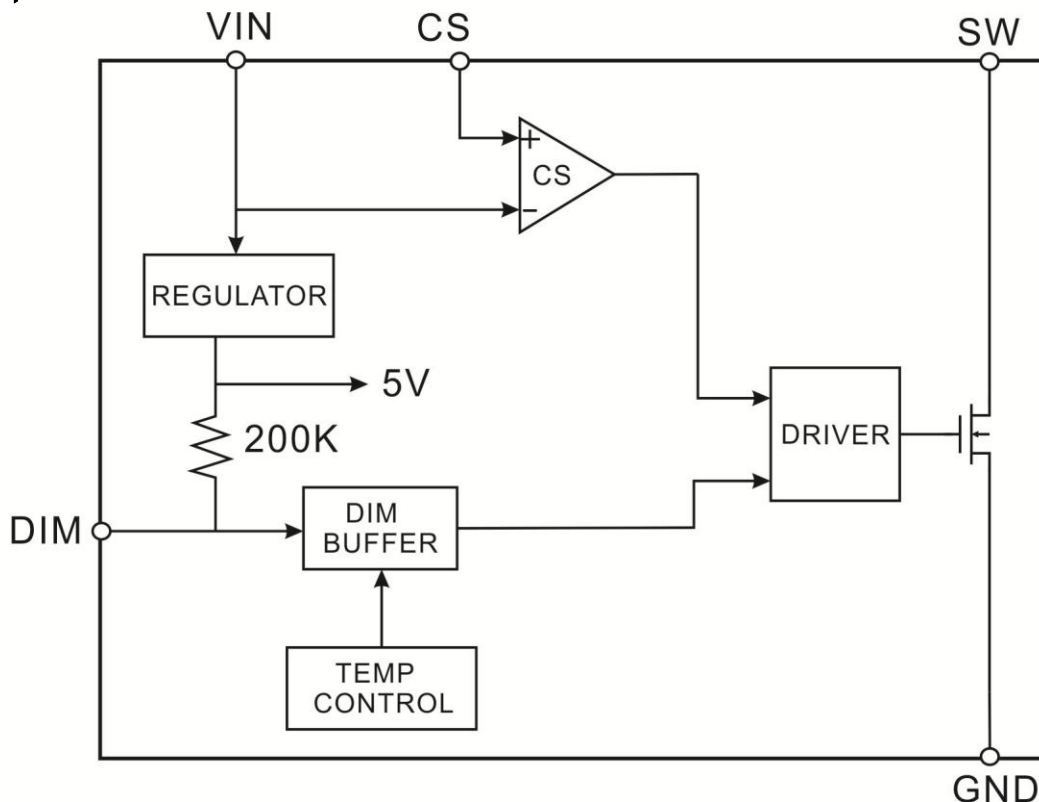 VIN
CS
SW
+
CS
-
REGULATOR
5V
200K
DRIVER
DIM
DIM
BUFFER
TEMP
CONTROL
GND